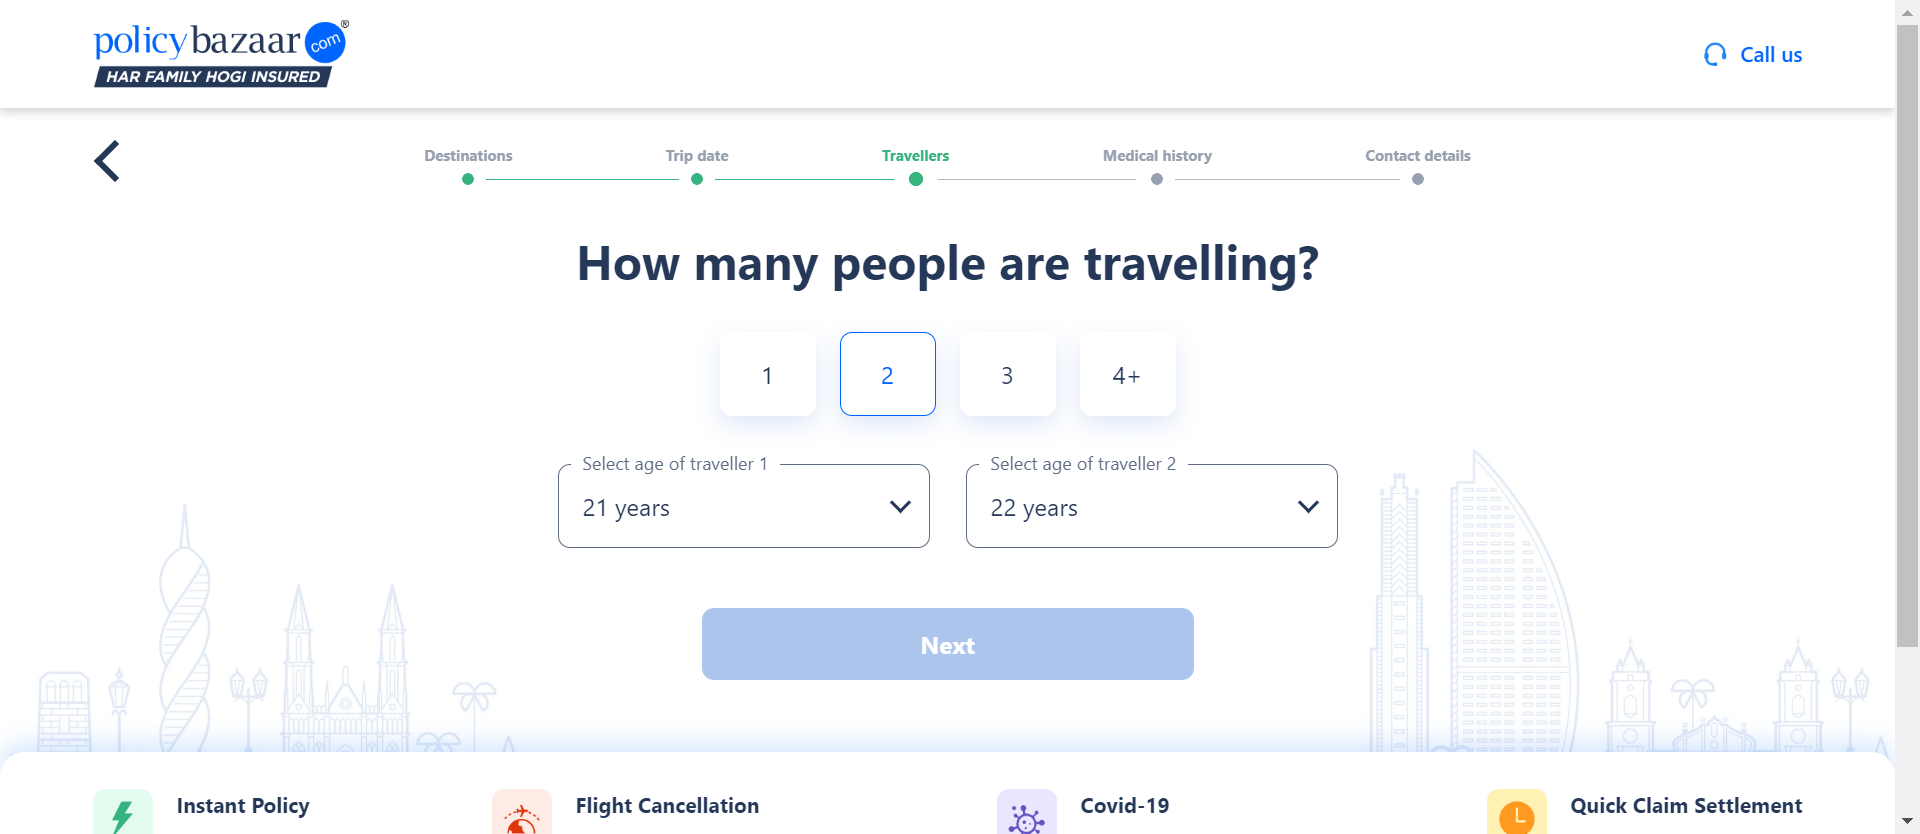 policybazaar com ®
HAR FAMILY HOGI INSURED
Call us
Destinations
Trip date
Travellers
Medical history
Contact details
How many people are travelling?
1
2
3
4+
Select age of traveller 1
21 years
Select age of traveller 2
22 years
Next
Instant Policy
Flight Cancellation
Covid-19
Quick Claim Settlement